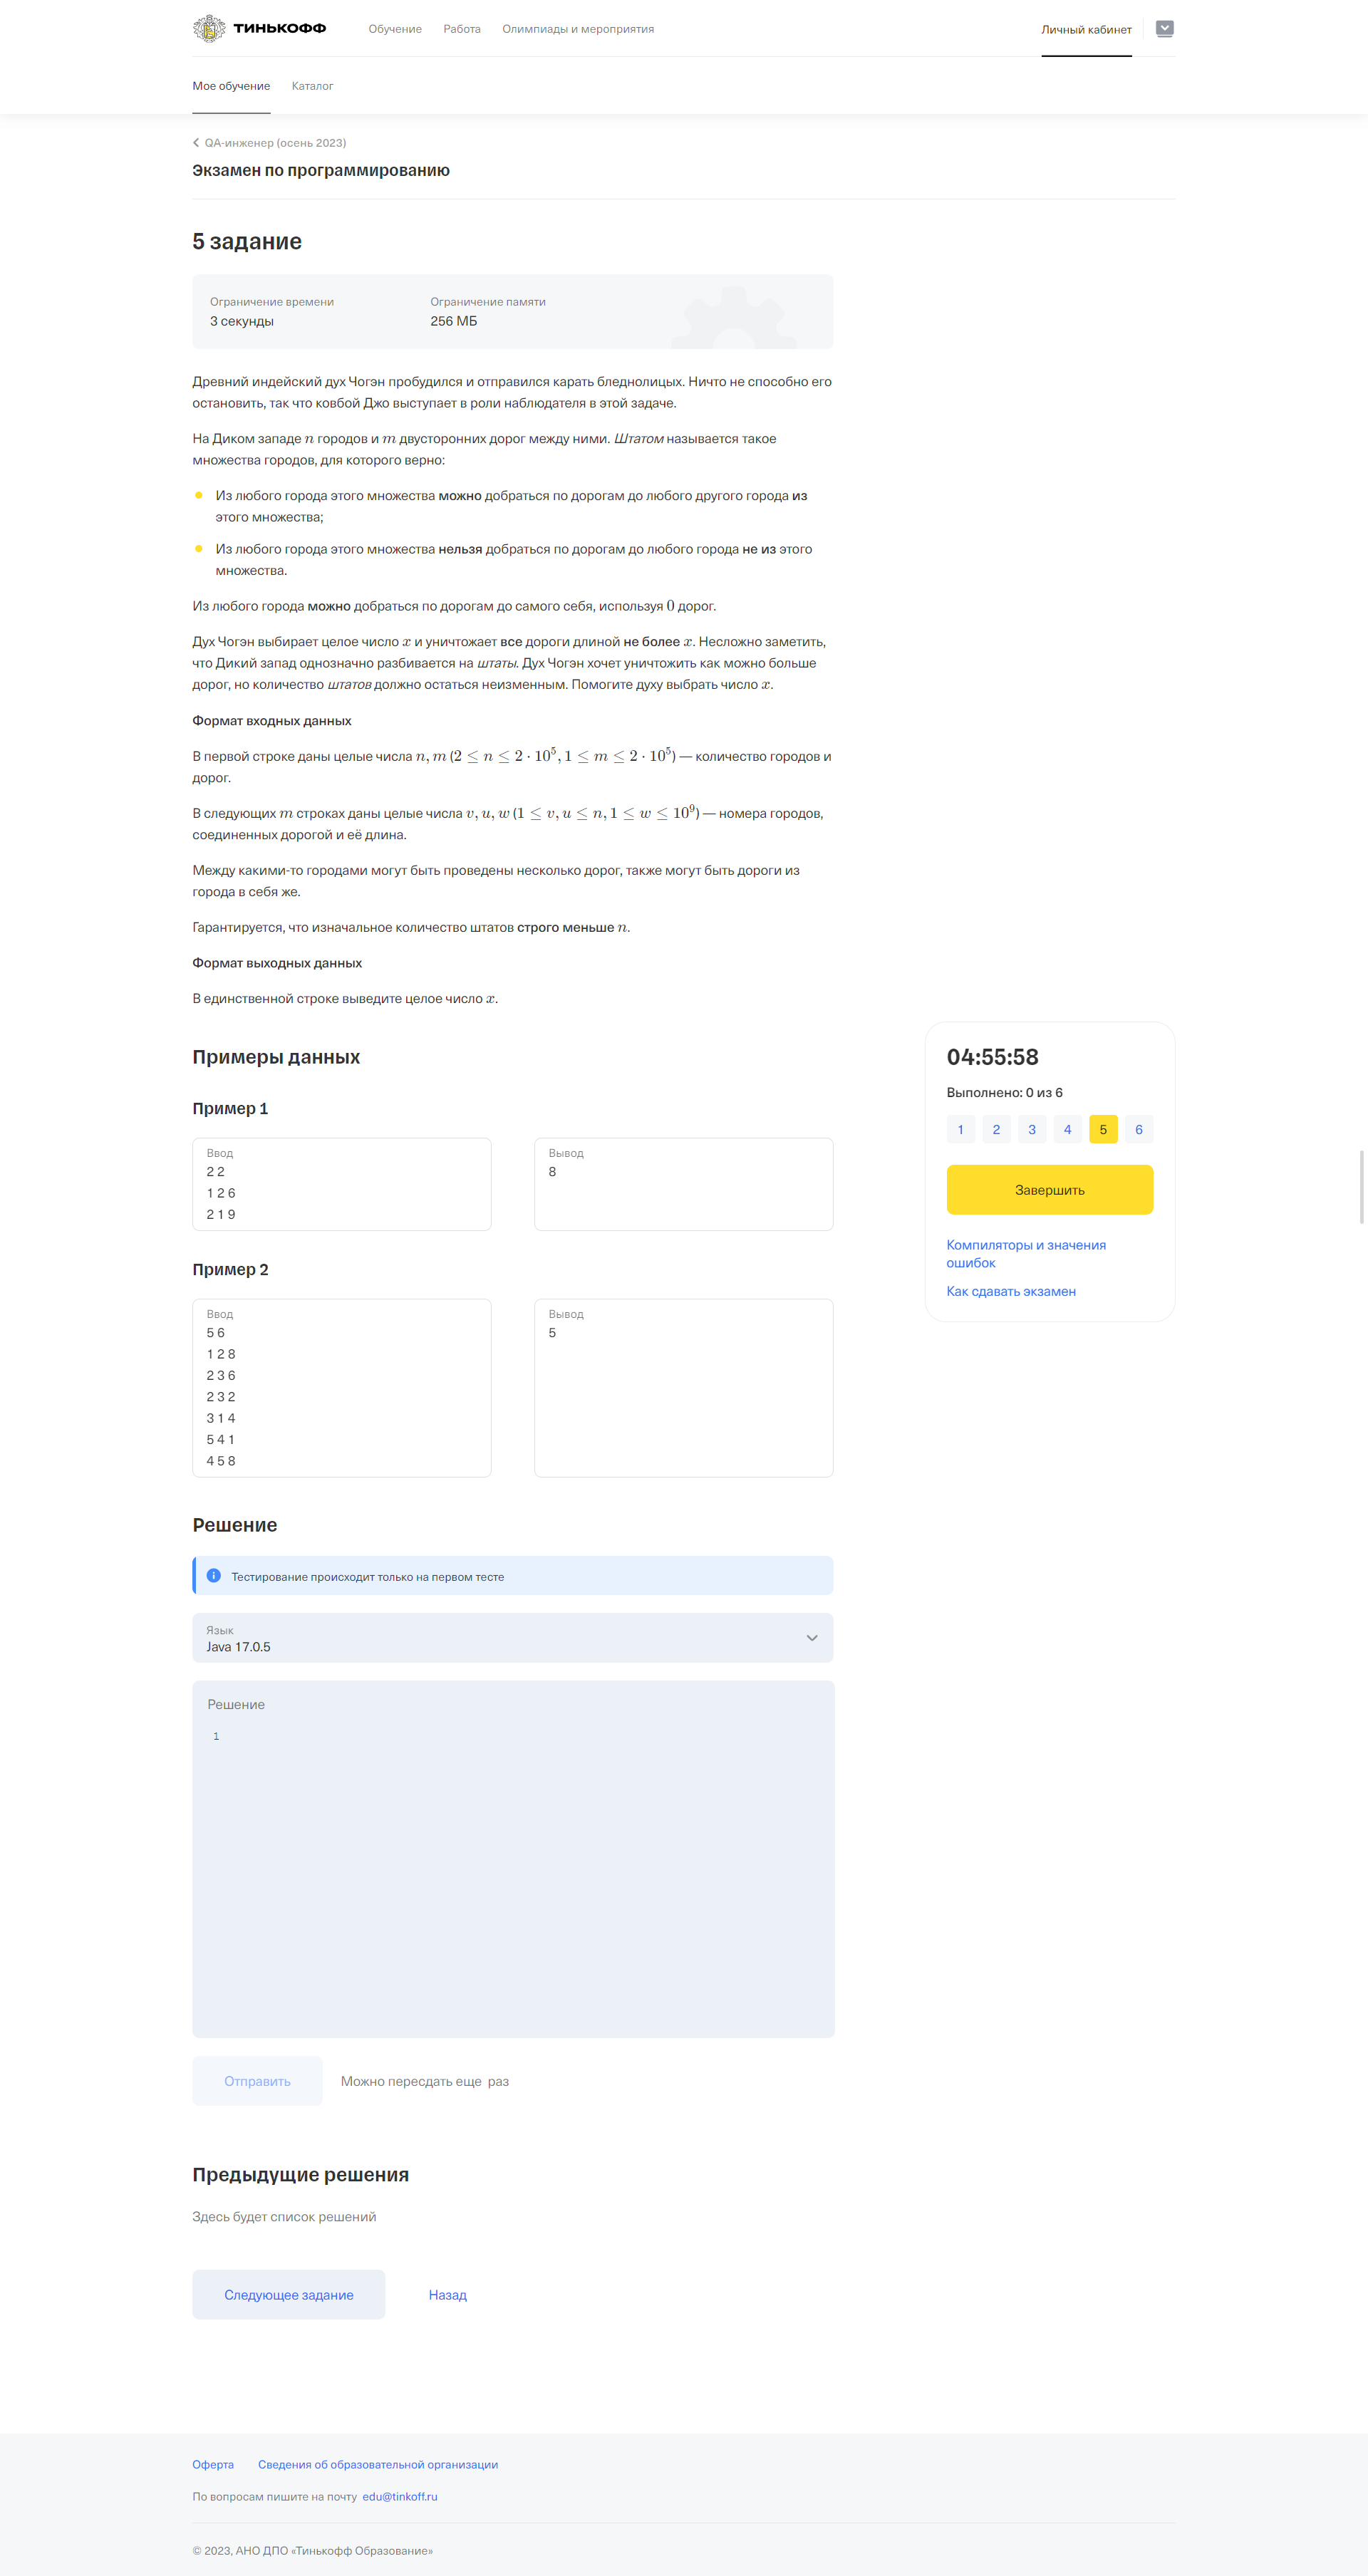 ТИНЬКОФФ
Обучение
Работа
Олимпиады и мероприятия
Личный кабинет
Мое обучение
Каталог
QA-инженер (осень 2023)
Экзамен по программированию
5 задание
Ограничение времени
3 секунды
Ограничение памяти
256 МБ
Древний индейский дух Чогэн пробудился и отправился карать бледнолицых. Ничто не способно его
остановить, так что ковбой Джо выступает в роли наблюдателя в этой задаче.
На Диком западе n городов и m двусторонних дорог между ними. Штатом называется такое
множества городов, для которого верно:
Из любого города этого множества можно добраться по дорогам до любого другого города из
этого множества;
Из любого города этого множества нельзя добраться по дорогам до любого города не из этого
множества.
Из любого города можно добраться по дорогам до самого себя, используя 0 дорог.
Дух Чогэн выбирает целое число x и уничтожает все дороги длиной не более x. Несложно заметить,
что Дикий запад однозначно разбивается на штаты. Дух Чогэн хочет уничтожить как можно больше
дорог, но количество штатов должно остаться неизменным. Помогите духу выбрать число x.
Формат входных данных
В первой строке даны целые числа n, m (2 ≤ n ≤ 2 · 10⁵, 1 ≤ m ≤ 2 · 10⁵) — количество городов и
дорог.
В следующих m строках даны целые числа v, u, w (1 ≤ v, u ≤ n, 1 ≤ w ≤ 10⁹) — номера городов,
соединенных дорогой и её длина.
Между какими-то городами могут быть проведены несколько дорог, также могут быть дороги из
города в себя же.
Гарантируется, что изначальное количество штатов строго меньше n.
Формат выходных данных
В единственной строке выведите целое число x.
04:55:58
Выполнено: 0 из 6
1 2 3 4 5 6
Завершить
Компиляторы и значения
ошибок
Как сдавать экзамен
Примеры данных
Пример 1
Ввод
2 2
1 2 6
2 1 9
Вывод
8
Пример 2
Ввод
5 6
1 2 8
2 3 6
2 3 2
3 1 4
5 4 1
4 5 8
Вывод
5
Решение
Тестирование происходит только на первом тесте
Язык
Java 17.0.5
Решение
1
Отправить
Можно пересдать еще раз
Предыдущие решения
Здесь будет список решений
Следующее задание
Назад
Оферта
Сведения об образовательной организации
По вопросам пишите на почту edu@tinkoff.ru
© 2023, АНО ДПО «Тинькофф Образование»